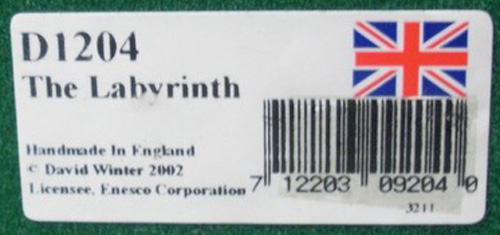 D1204
The Labyrinth
Handmade In England
© David Winter 2002
Licensee, Enesco Corporation
7 12203 09204 0
3211